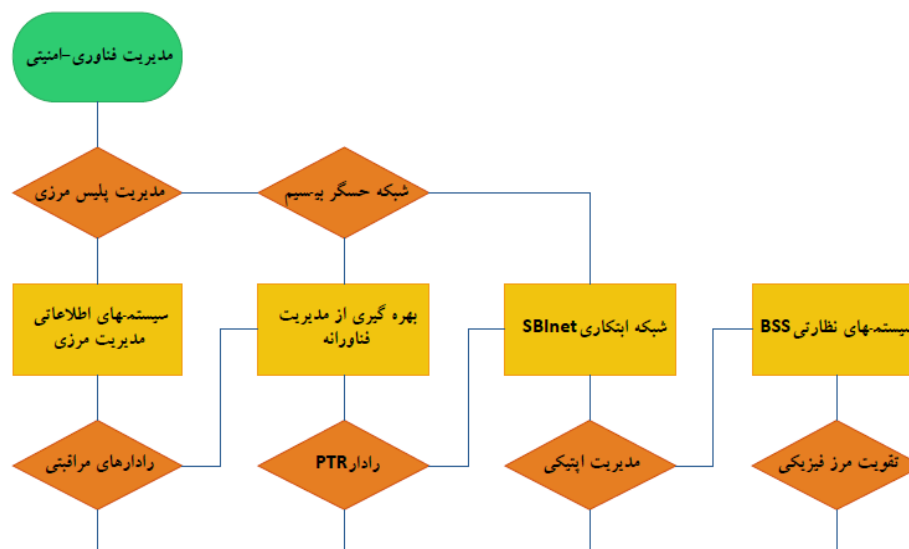 مدیریت فناوری-امنیتی
مدیریت پلیس مرزی
شبکه حسگر بی-سیم
سیستم-های اطلاعاتی
مدیریت مرزی
بهره گیری از مدیریت
فناورانه
شبکه ابتکاری SBInet
سیستم-های نظارتی BSS
رادارهای مراقبتی
رادار PTR
مدیریت اپتیکی
تقویت مرز فیزیکی